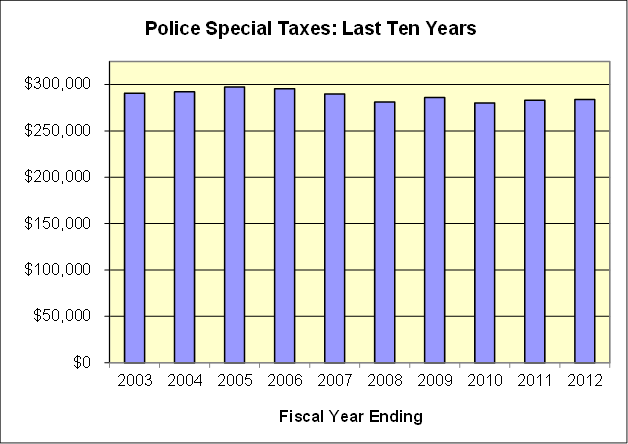 Police Special Taxes: Last Ten Years
$300,000
$250,000
$200,000
$150,000
$100,000
$50,000
$0
2003 2004 2005 2006 2007 2008 2009 2010 2011 2012
Fiscal Year Ending